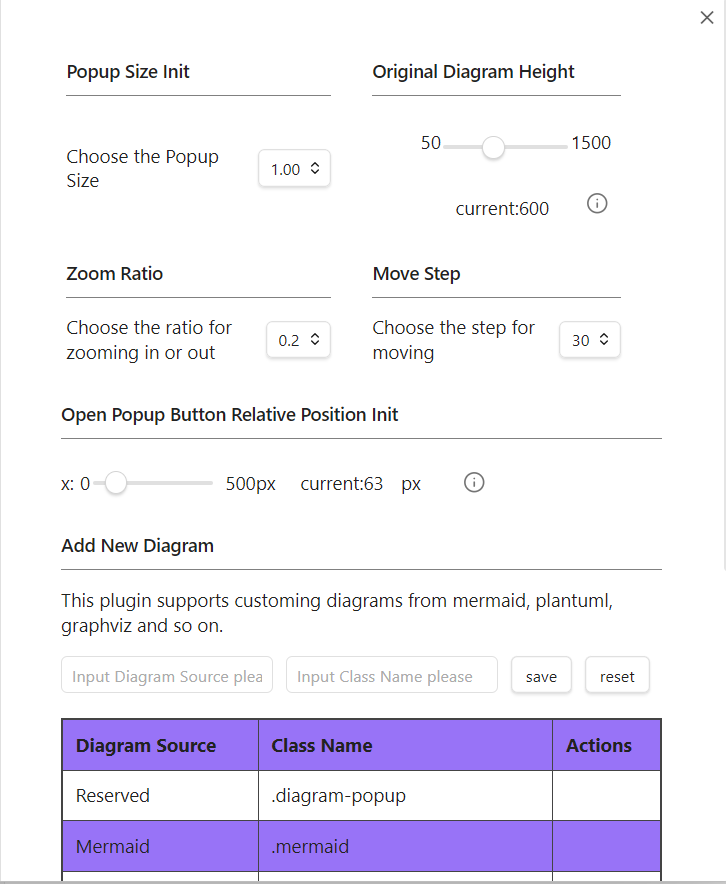 Popup Size Init
Original Diagram Height
Choose the Popup
Size
1.00
50
1500
current:600
Zoom Ratio
Move Step
Choose the ratio for
zooming in or out
0.2
Choose the step for
moving
30
Open Popup Button Relative Position Init
x: 0
500px
current:63
px
Add New Diagram
This plugin supports customing diagrams from mermaid, plantuml,
graphviz and so on.
Input Diagram Source plea
Input Class Name please
save
reset
Diagram Source
Class Name
Actions
Reserved
.diagram-popup
Mermaid
.mermaid